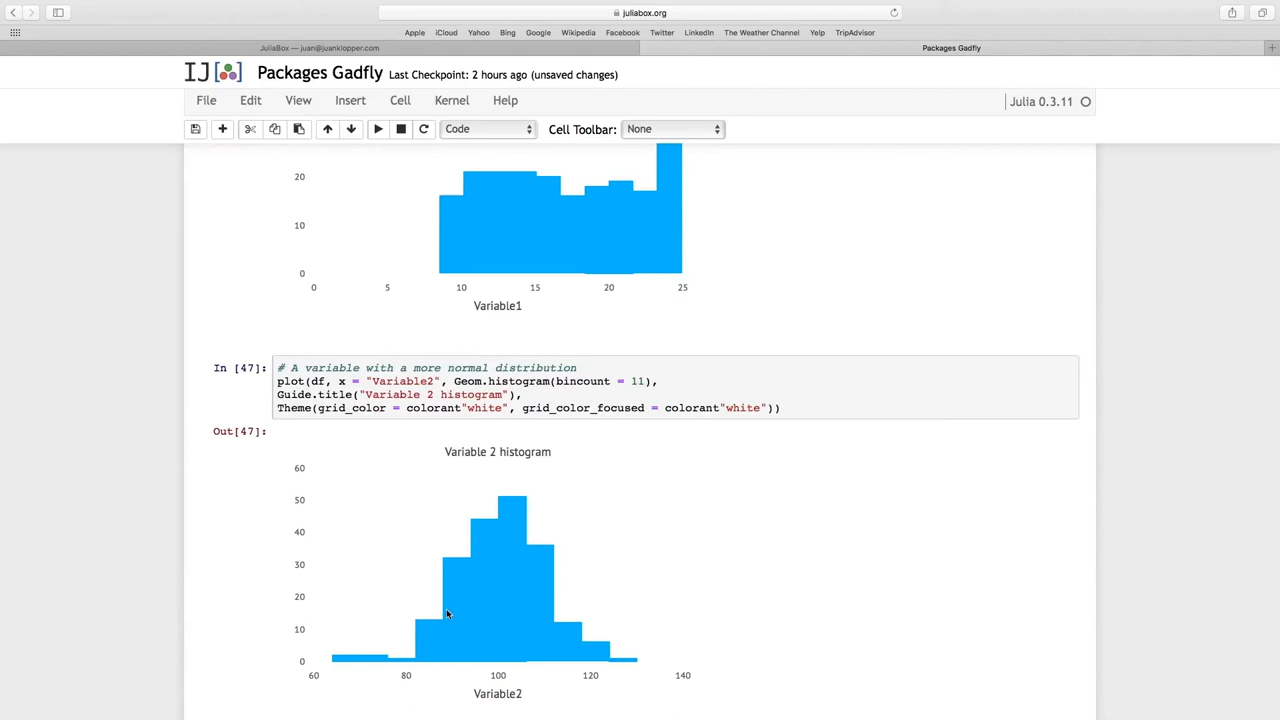 juliabox.org
Apple iCloud Yahoo Bing Google Wikipedia Facebook Twitter LinkedIn The Weather Channel Yelp TripAdvisor
JuliaBox — juan@juanklopper.com Packages Gadfly
IJ[ ] Packages Gadfly Last Checkpoint: 2 hours ago (unsaved changes)
File Edit View Insert Cell Kernel Help Julia 0.3.11
Code Cell Toolbar: None
20
10
0
0 5 10 15 20 25
Variable1
In [47]: # A variable with a more normal distribution
plot(df, x = "Variable2", Geom.histogram(bincount = 11),
Guide.title("Variable 2 histogram"),
Theme(grid_color = colorant"white", grid_color_focused = colorant"white"))
Out[47]:
Variable 2 histogram
60
50
40
30
20
10
0
60 80 100 120 140
Variable2